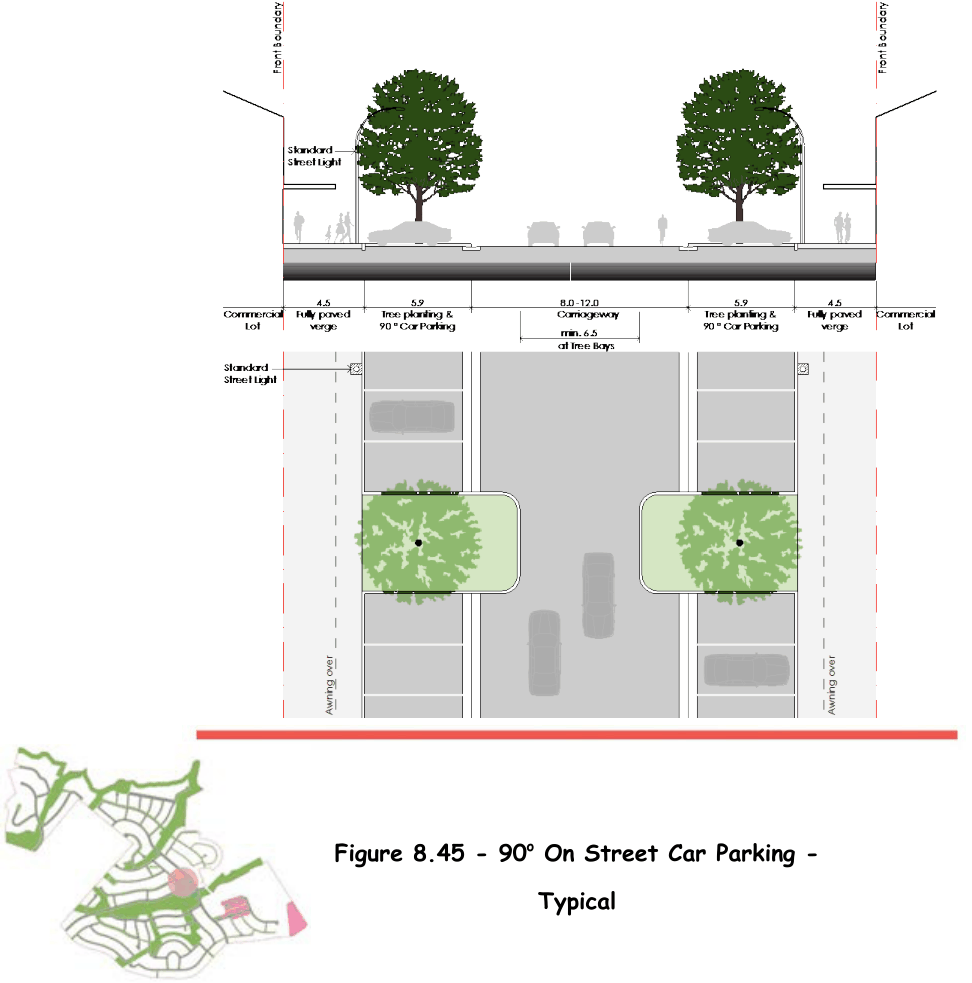 Front Boundary
Front Boundary
Standard
Street Light
4.5
5.9
8.0-12.0
5.9
4.5
Commercial
Lot
Fully paved
verge
Tree planting &
90° Car Parking
Carriageway
Tree planting &
90° Car Parking
Fully paved
verge
Commercial
Lot
min. 6.5
at Tree Bays
Standard
Street Light
Awning over
Awning over
Figure 8.45 - 90° On Street Car Parking -
Typical